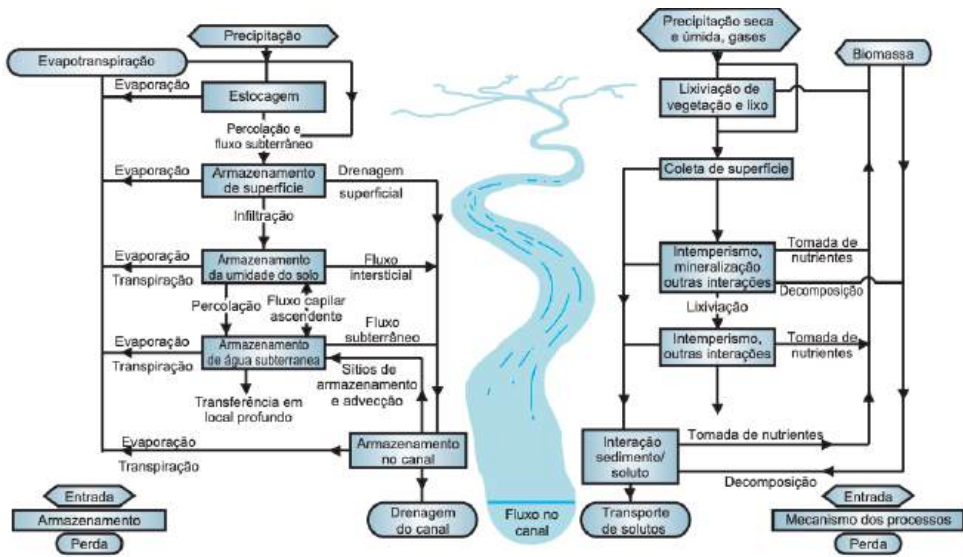 Precipitação
Evapotranspiração
Evaporação
Estocagem
Percolação e
fluxo subterrâneo
Evaporação
Armazenamento
de superfície
Drenagem
superficial
Infiltração
Evaporação
Transpiração
Armazenamento
da umidade do solo
Fluxo
intersticial
Percolação
Fluxo capilar
ascendente
Fluxo
subterrâneo
Evaporação
Transpiração
Armazenamento
de água subterranea
Sítios de
armazenamento
e advecção
Transferência em
local profundo
Evaporação
Transpiração
Armazenamento
no canal
Drenagem
do canal
Entrada
Armazenamento
Perda
Fluxo no
canal
Precipitação seca
e úmida, gases
Biomassa
Lixiviação de
vegetação e lixo
Coleta de superfície
Intemperismo,
mineralização
outras interações
Tomada de
nutrientes
Decomposição
Lixiviação
Intemperismo,
outras interações
Tomada de
nutrientes
Interação
sedimento/
soluto
Tomada de nutrientes
Decomposição
Transporte
de solutos
Entrada
Mecanismo dos processos
Perda